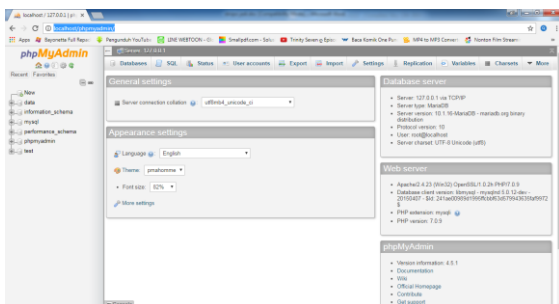 localhost / 127.0.0.1 | ph
localhost/phpmyadmin/
Apps
Bayonetta Full Repac
Pengunduh YouTub
LINE WEBTOON - G
Smallpdf.com - Solu
Trinity Seven g Episo
Baca Komik One Pu
MP4 to MP3 Conver
Nonton Film Stream
phpMyAdmin
Recent Favorites
New
data
information_schema
mysql
performance_schema
phpmyadmin
test
Server: 127.0.0.1
Databases
SQL
Status
User accounts
Export
Import
Settings
Replication
Variables
Charsets
More
General settings
Server connection collation
utf8mb4_unicode_ci
Appearance settings
Language
English
Theme:
pmahomme
Font size:
82%
More settings
Database server
Server: 127.0.0.1 via TCP/IP
Server type: MariaDB
Server version: 10.1.16-MariaDB - mariadb.org binary
distribution
Protocol version: 10
User: root@localhost
Server charset: UTF-8 Unicode (utf8)
Web server
Apache/2.4.23 (Win32) OpenSSL/1.0.2h PHP/7.0.9
Database client version: libmysql - mysqlnd 5.0.12-dev -
$
PHP extension: mysqli
PHP version: 7.0.9
phpMyAdmin
Version information: 4.5.1
Documentation
Wiki
Official Homepage
Contribute
Get support
Console